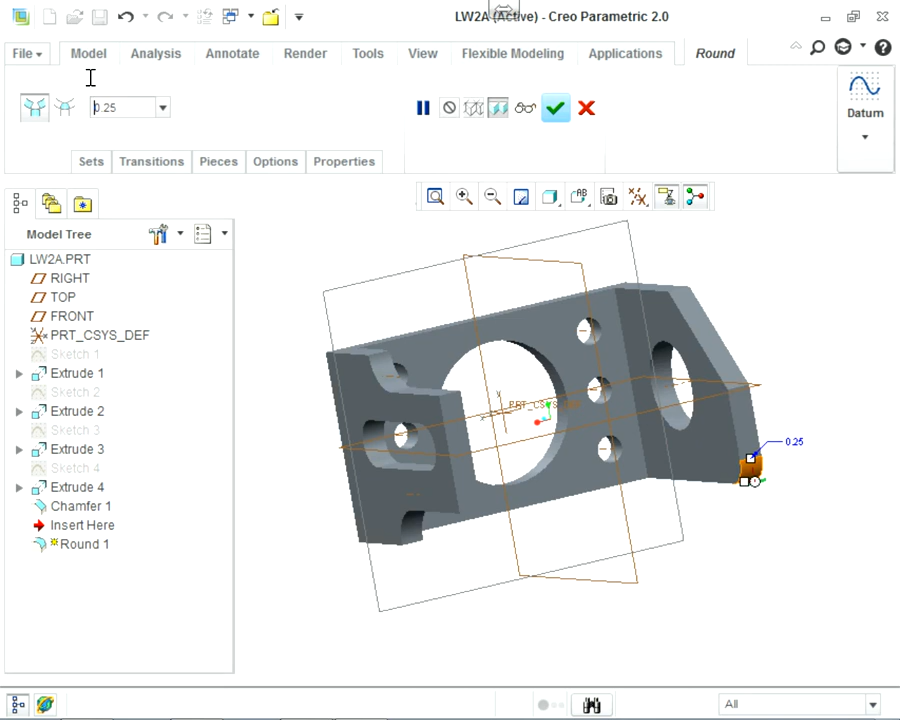 LW2A (Active) - Creo Parametric 2.0
File Model Analysis Annotate Render Tools View Flexible Modeling Applications Round
0.25
Datum
Sets Transitions Pieces Options Properties
Model Tree
LW2A.PRT
RIGHT
TOP
FRONT
PRT_CSYS_DEF
Sketch 1
Extrude 1
Sketch 2
Extrude 2
Sketch 3
Extrude 3
Sketch 4
Extrude 4
Chamfer 1
Insert Here
Round 1
Y
X
PRT_CSYS_DEF
0.25
All